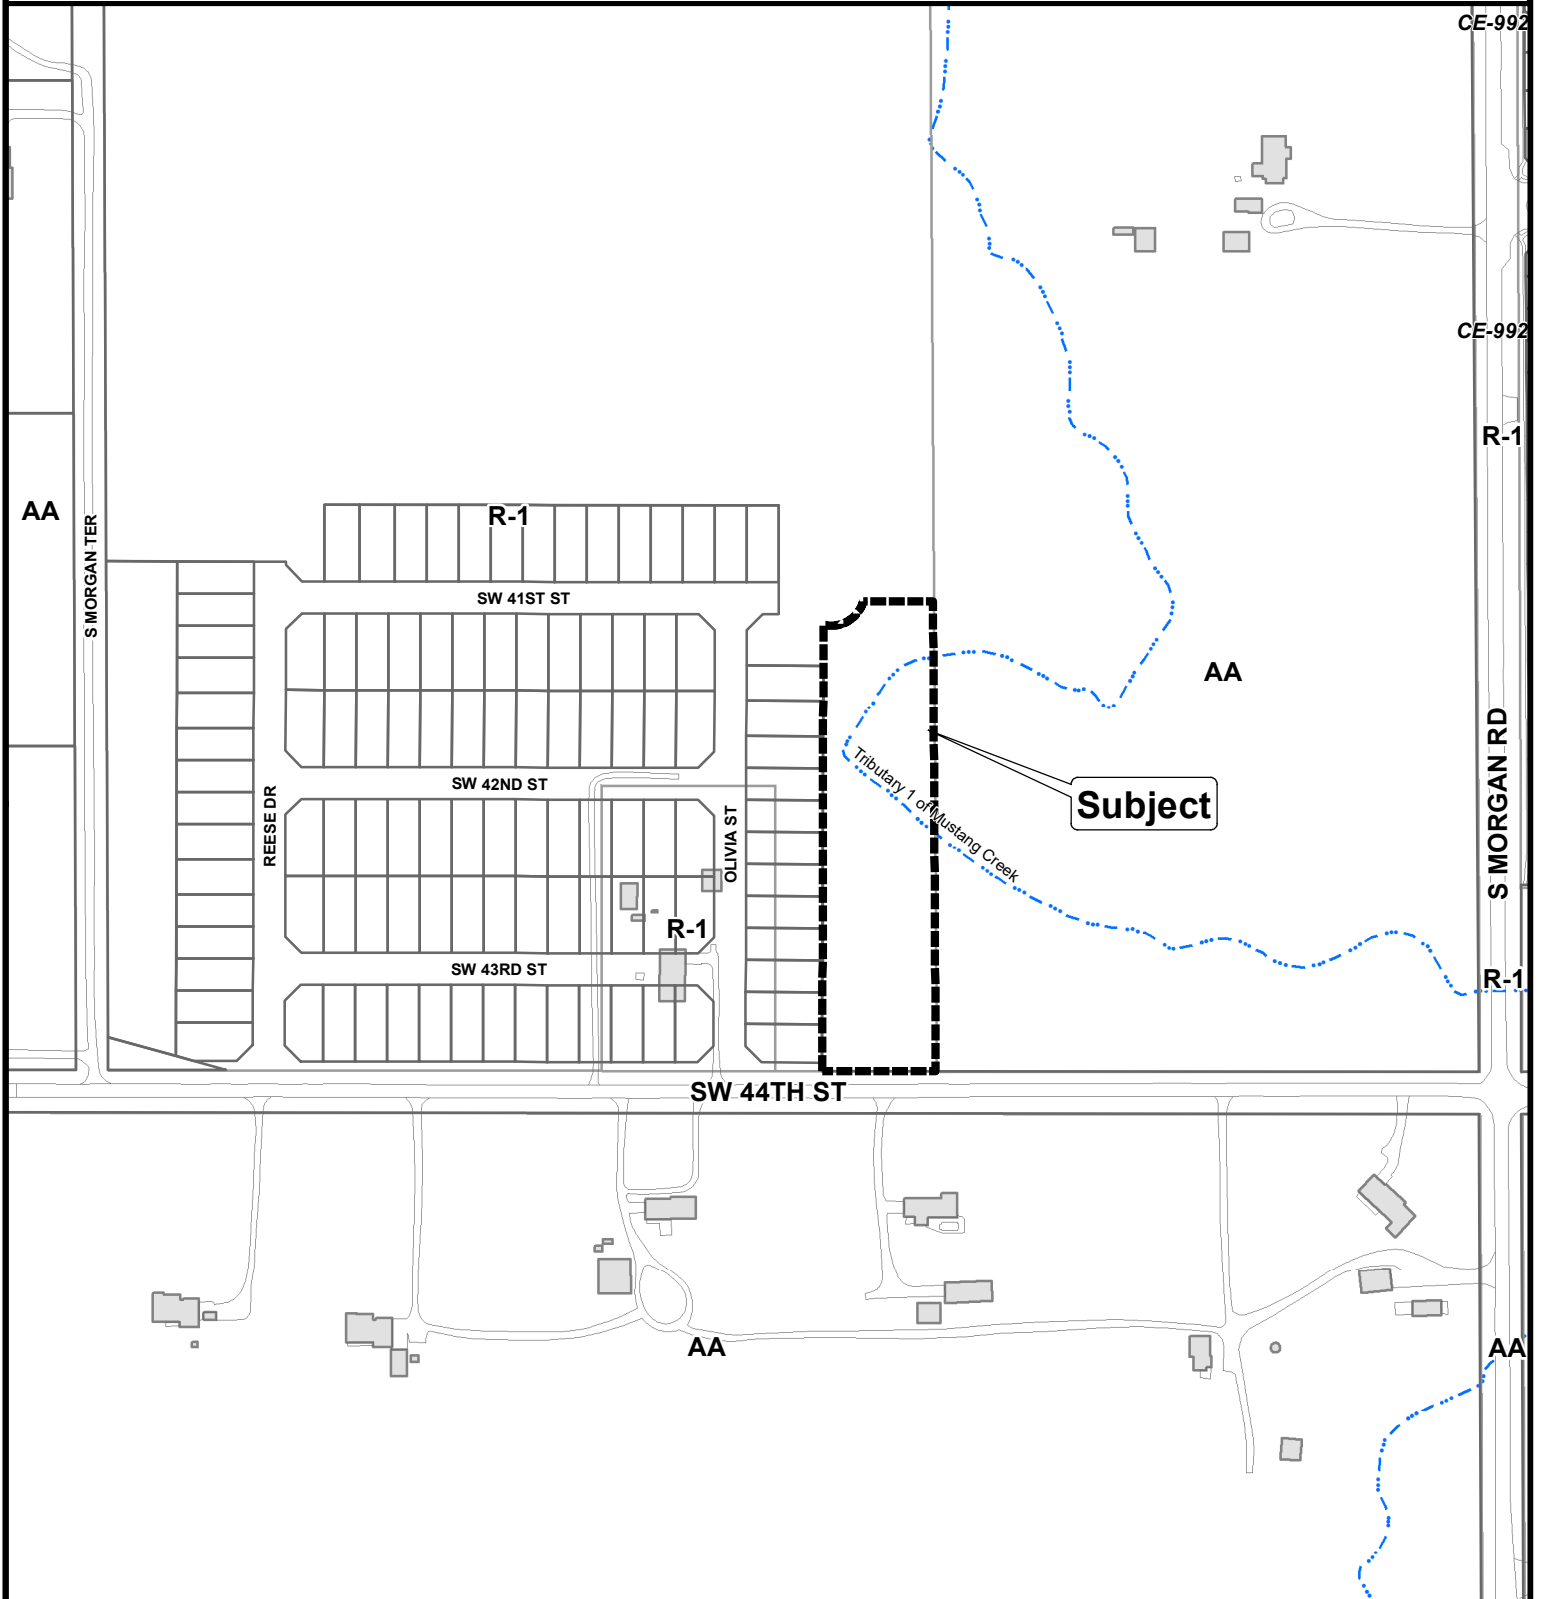 CE-992
CE-992
R-1
AA
R-1
S MORGAN TER
SW 41ST ST
AA
S MORGAN RD
SW 42ND ST
Tributary 1 of Mustang Creek
Subject
REESE DR
OLIVIA ST
R-1
SW 43RD ST
R-1
SW 44TH ST
AA
AA